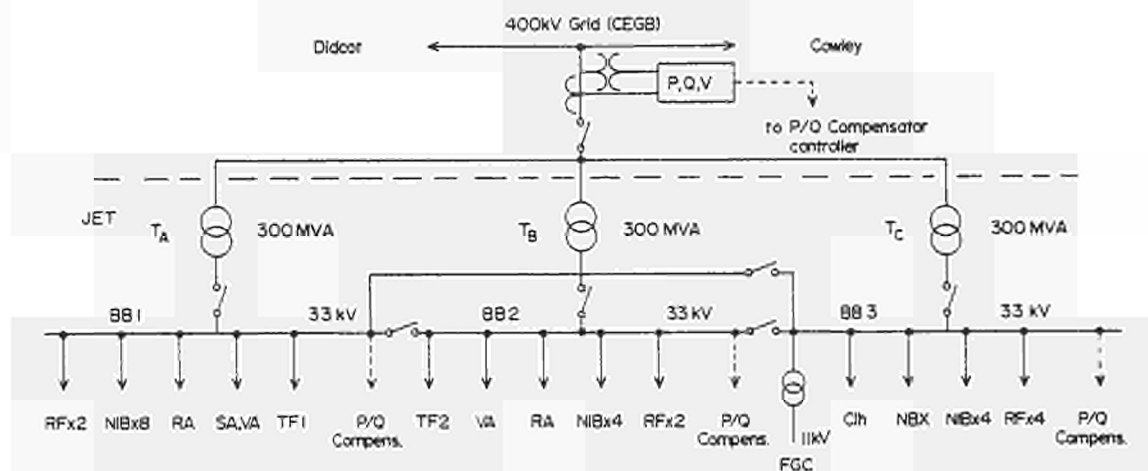 400kV Grid (CEGB)
Didcot
Cowley
P,Q,V
to P/Q Compensator
controller
JET
TA
300 MVA
TB
300 MVA
TC
300 MVA
BB1
33 kV
BB2
33 kV
BB3
33 kV
RFx2
NIBx8
RA
SA,VA
TF1
P/Q
Compens.
TF2
VA
RA
NIBx4
RFx2
P/Q
Compens.
11kV
FGC
Clh
NBX
NIBx4
RFx4
P/Q
Compens.